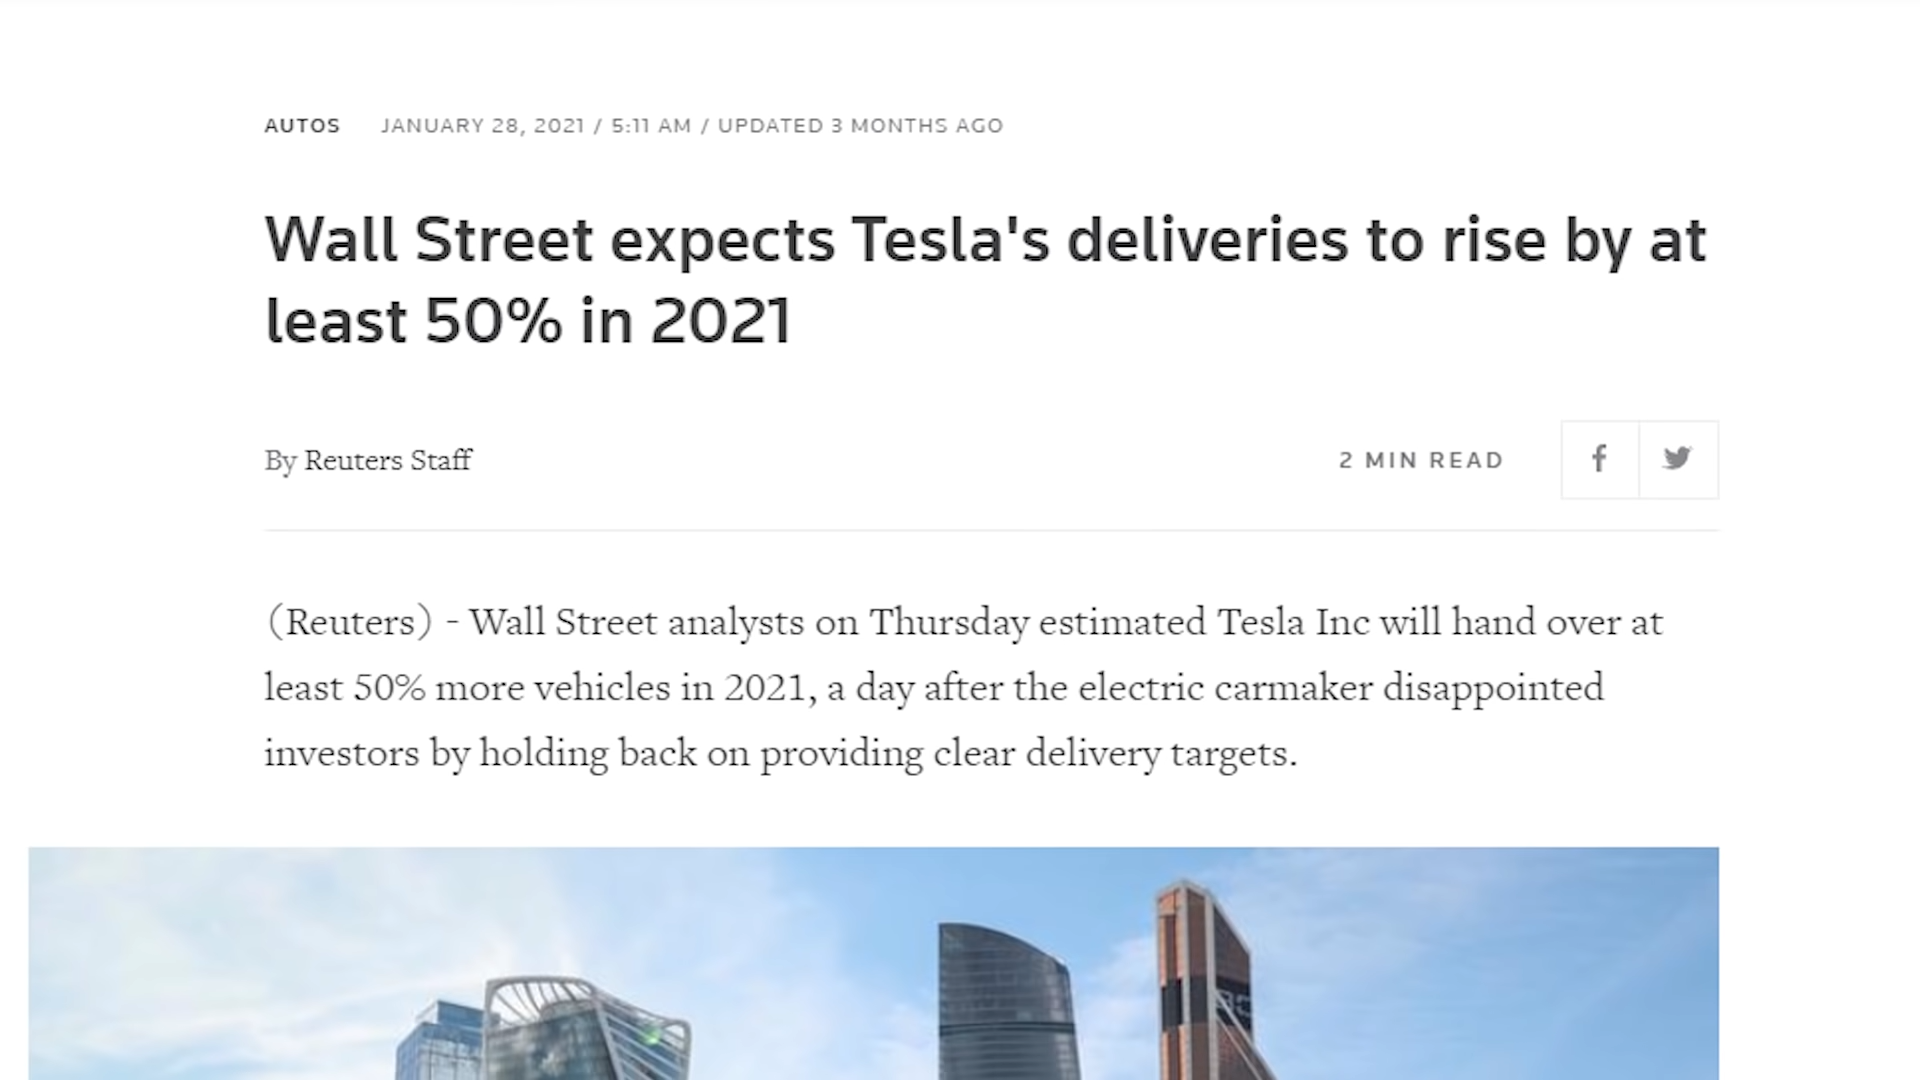 AUTOS JANUARY 28, 2021 / 5:11 AM / UPDATED 3 MONTHS AGO
Wall Street expects Tesla's deliveries to rise by at
least 50% in 2021
By Reuters Staff
2 MIN READ
(Reuters) - Wall Street analysts on Thursday estimated Tesla Inc will hand over at
least 50% more vehicles in 2021, a day after the electric carmaker disappointed
investors by holding back on providing clear delivery targets.